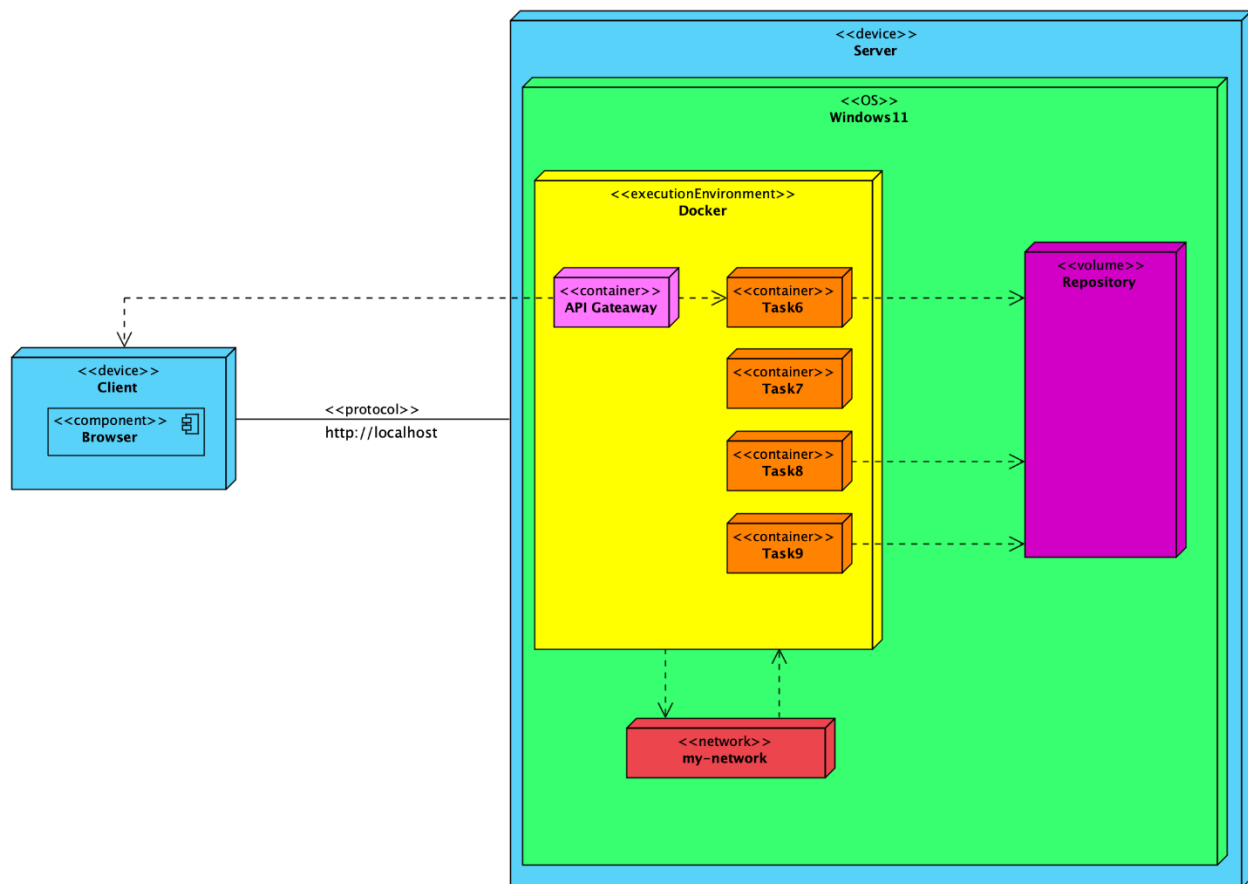 <<device>>
Server
<<OS>>
Windows11
<<executionEnvironment>>
Docker
<<container>>
API Gateaway
<<container>>
Task6
<<container>>
Task7
<<container>>
Task8
<<container>>
Task9
<<volume>>
Repository
<<device>>
Client
<<component>>
Browser
<<protocol>>
http://localhost
<<network>>
my-network